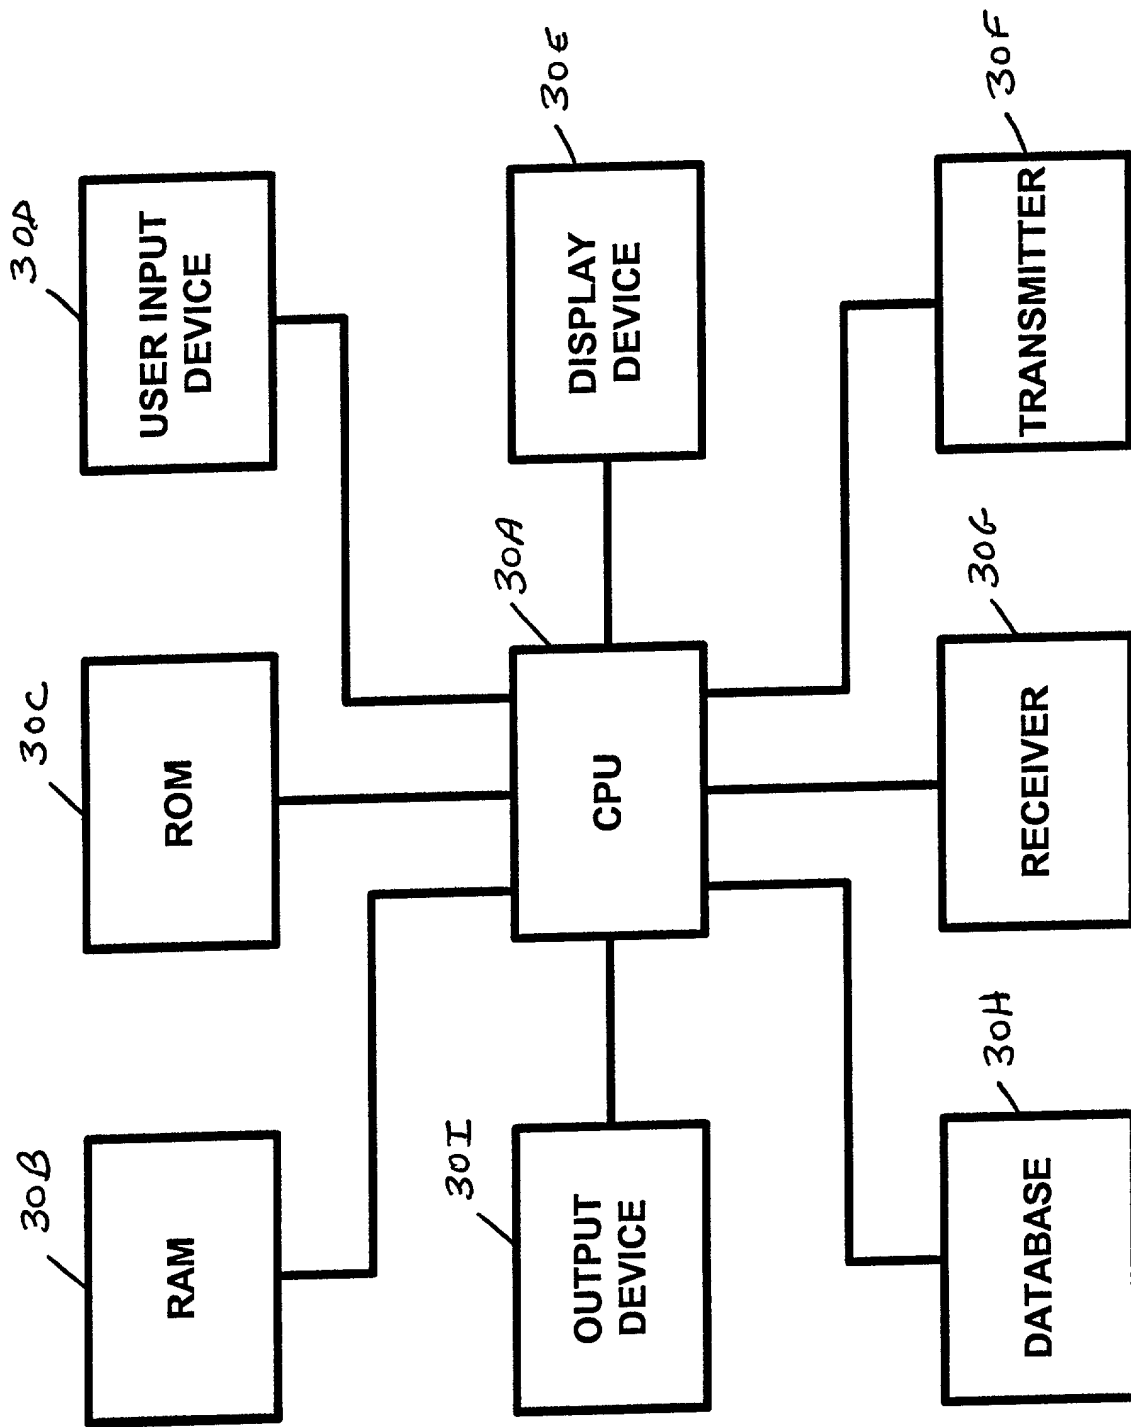 30B
RAM
30C
ROM
30D
USER INPUT
DEVICE
30I
OUTPUT
DEVICE
30A
CPU
30E
DISPLAY
DEVICE
30H
DATABASE
30G
RECEIVER
30F
TRANSMITTER